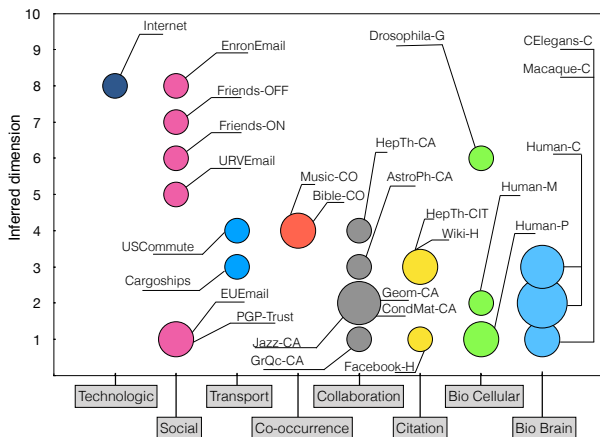 10
Internet
Drosophila-G
CElegans-C
EnronEmail
9
Macaque-C
8
Friends-OFF
7
Friends-ON
HepTh-CA
Human-C
6
URVEmail
AstroPh-CA
Music-CO
Human-M
5
Bible-CO
HepTh-CIT
Human-P
4
USCommute
Wiki-H
3
Cargoships
EUEmail
Geom-CA
2
PGP-Trust
CondMat-CA
1
Jazz-CA
GrQc-CA
Facebook-H
Inferred dimension
Technologic
Transport
Collaboration
Bio Cellular
Social
Co-occurrence
Citation
Bio Brain